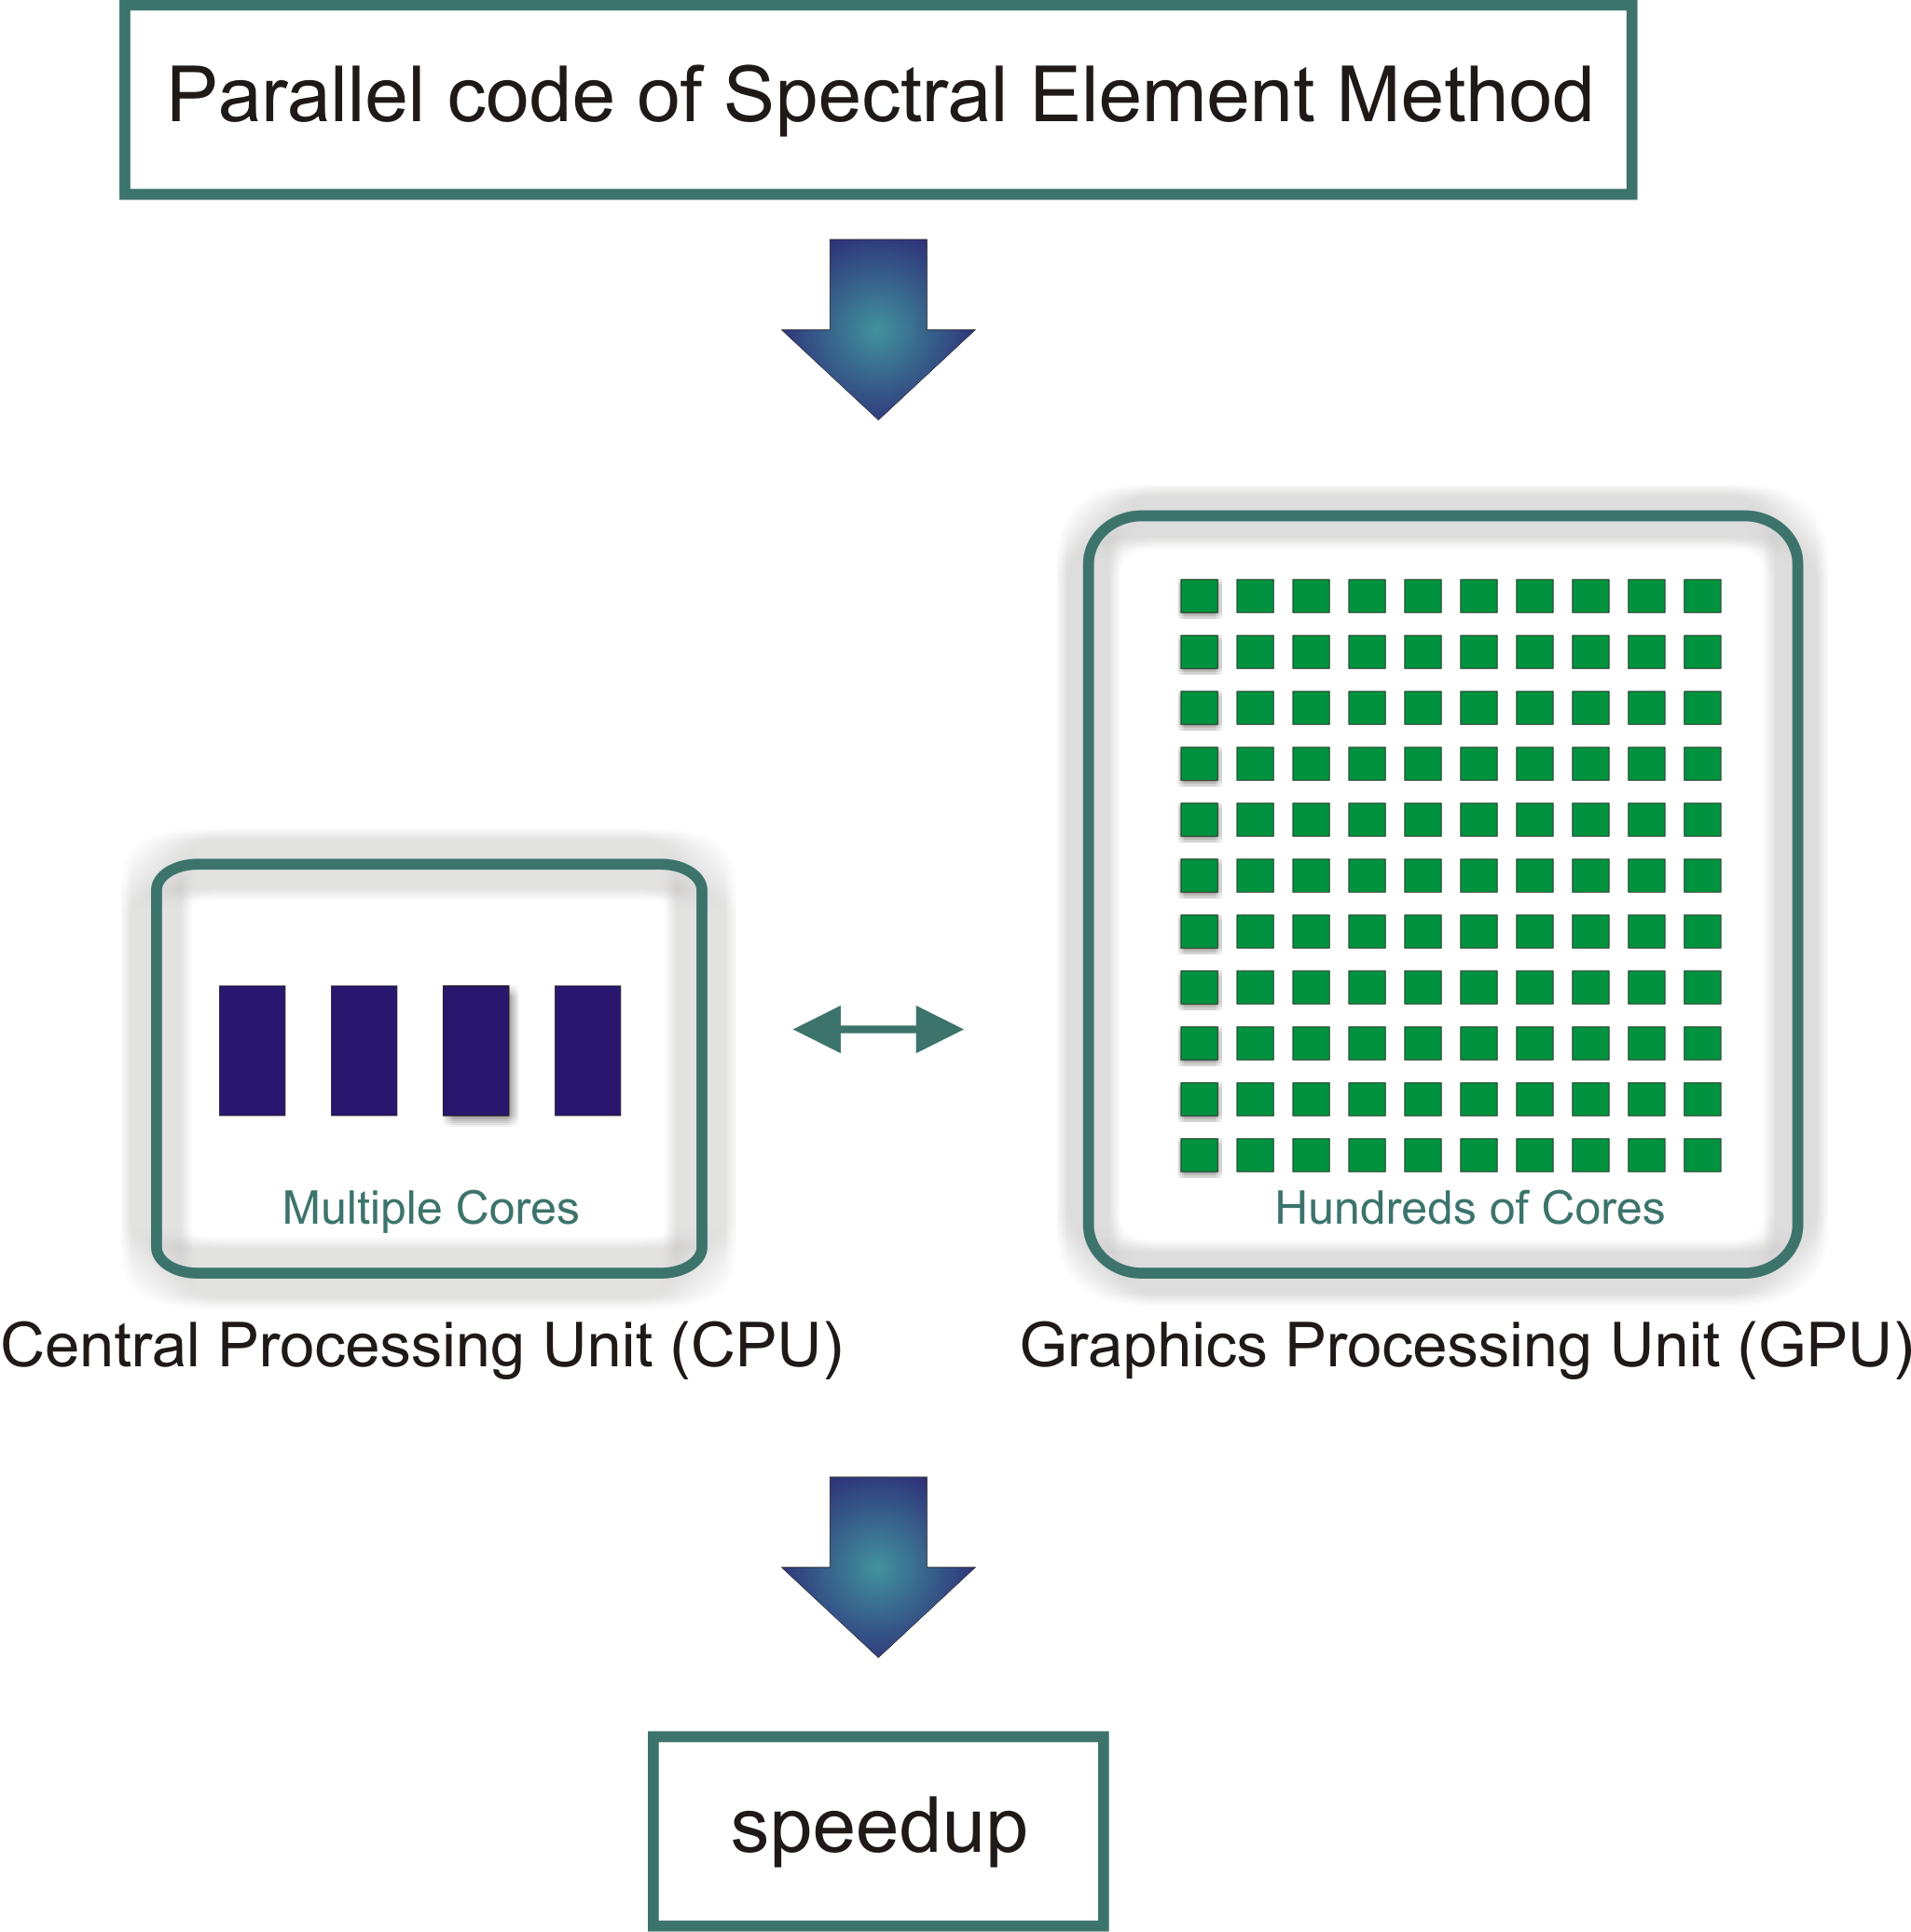 Parallel code of Spectral Element Method
Multiple Cores
Hundreds of Cores
Central Processing Unit (CPU)
Graphics Processing Unit (GPU)
speedup